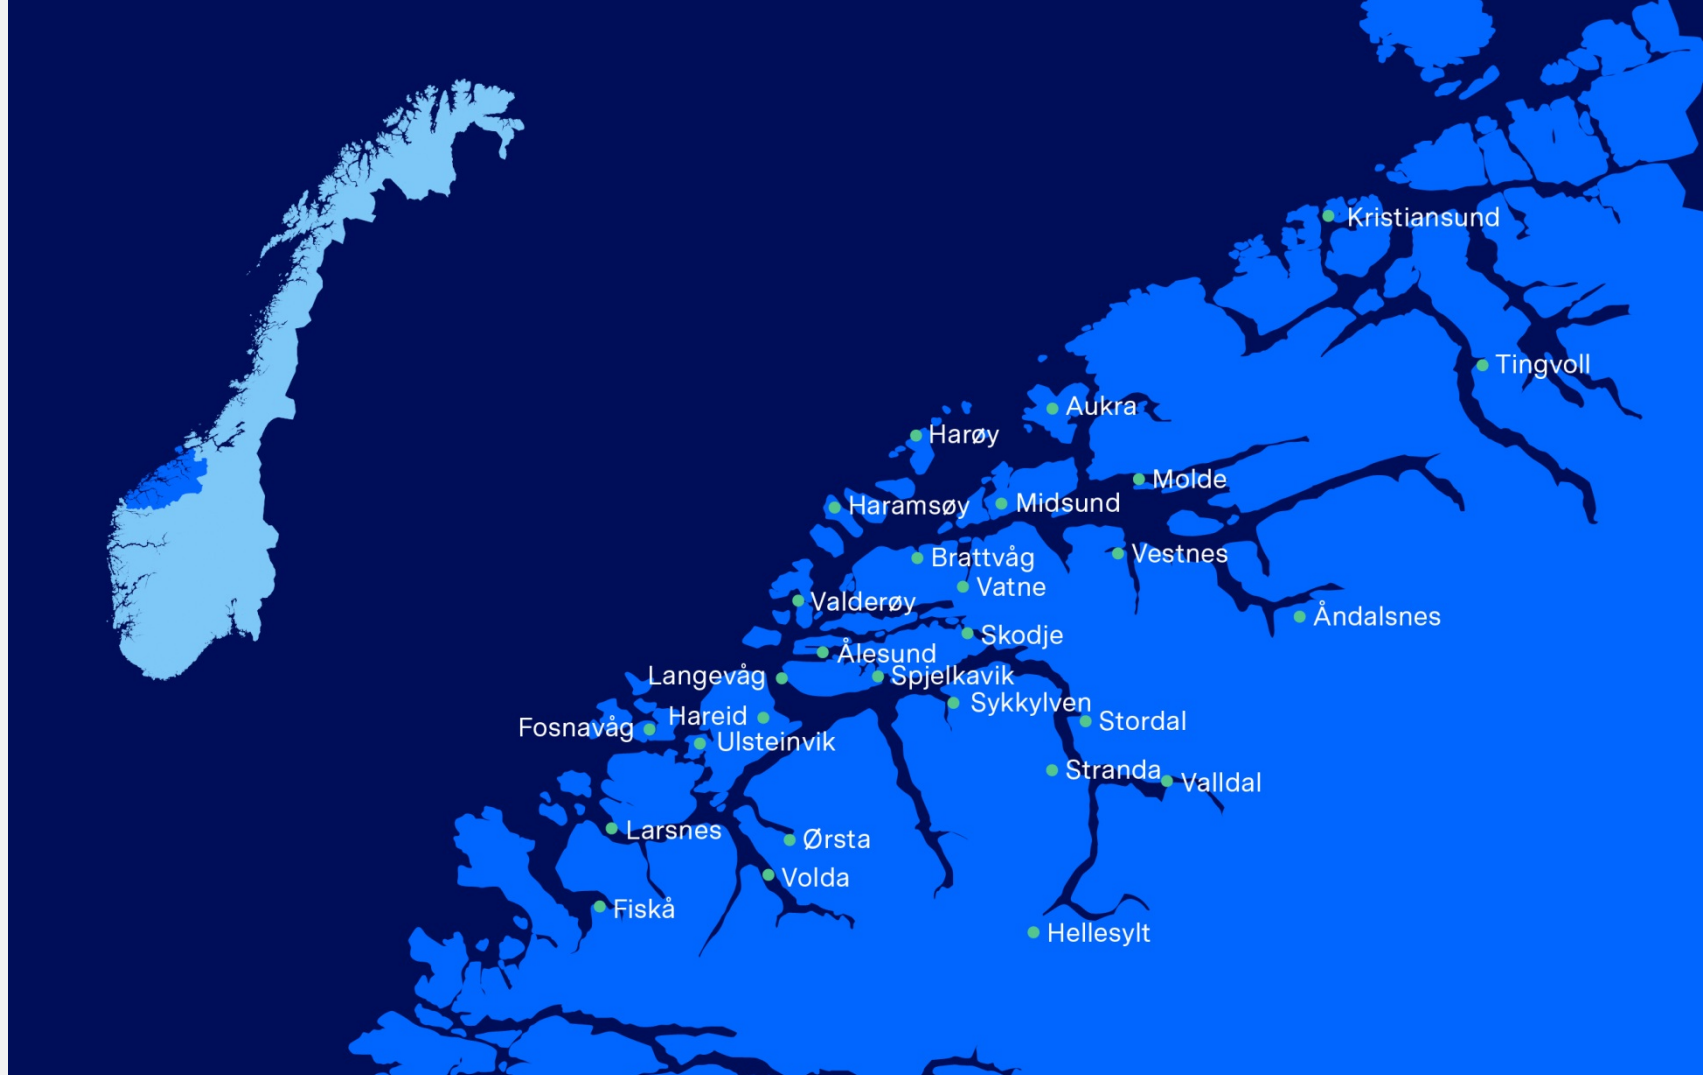 Kristiansund
Tingvoll
Aukra
Harøy
Molde
Midsund
Haramsøy
Brattvåg
Vestnes
Vatne
Valderøy
Åndalsnes
Skodje
Ålesund
Langevåg
Spjelkavik
Sykkylven
Hareid
Stordal
Fosnavåg
Ulsteinvik
Stranda
Valldal
Larsnes
Ørsta
Volda
Fiskå
Hellesylt